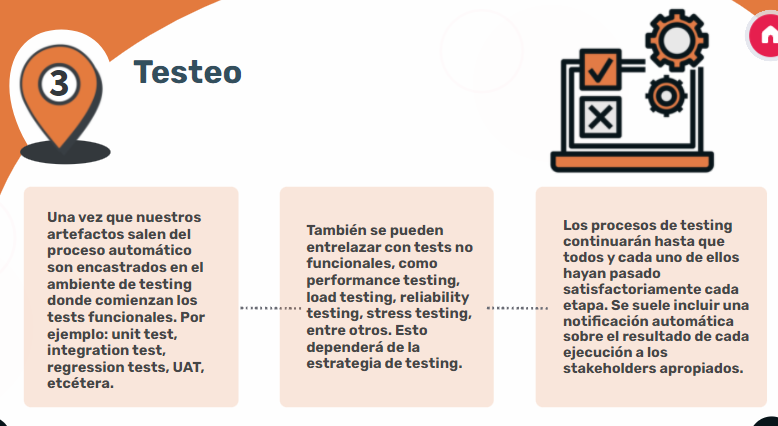 3
Testeo
Una vez que nuestros
artefactos salen del
proceso automático
son encastrados en el
ambiente de testing
donde comienzan los
tests funcionales. Por
ejemplo: unit test,
integration test,
regression tests, UAT,
etcétera.
También se pueden
entrelazar con tests no
funcionales, como
performance testing,
load testing, reliability
testing, stress testing,
entre otros. Esto
dependerá de la
estrategia de testing.
Los procesos de testing
continuarán hasta que
todos y cada uno de ellos
hayan pasado
satisfactoriamente cada
etapa. Se suele incluir una
notificación automática
sobre el resultado de cada
ejecución a los
stakeholders apropiados.